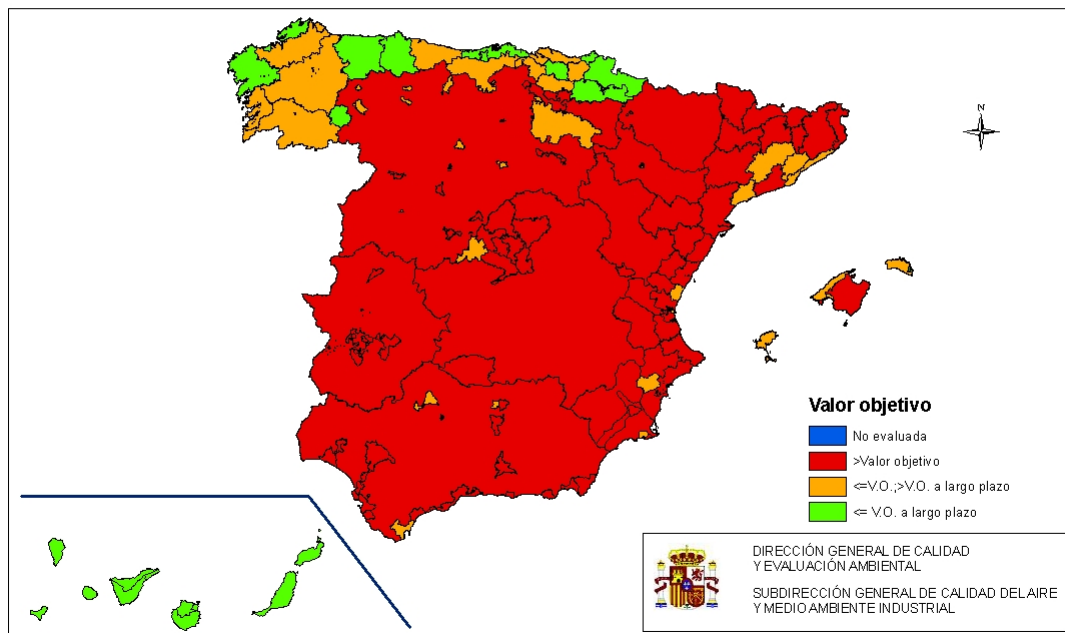 N
Valor objetivo
No evaluada
>Valor objetivo
<=V.O.;>V.O. a largo plazo
<= V.O. a largo plazo
DIRECCIÓN GENERAL DE CALIDAD
Y EVALUACIÓN AMBIENTAL
SUBDIRECCIÓN GENERAL DE CALIDAD DEL AIRE
Y MEDIO AMBIENTE INDUSTRIAL